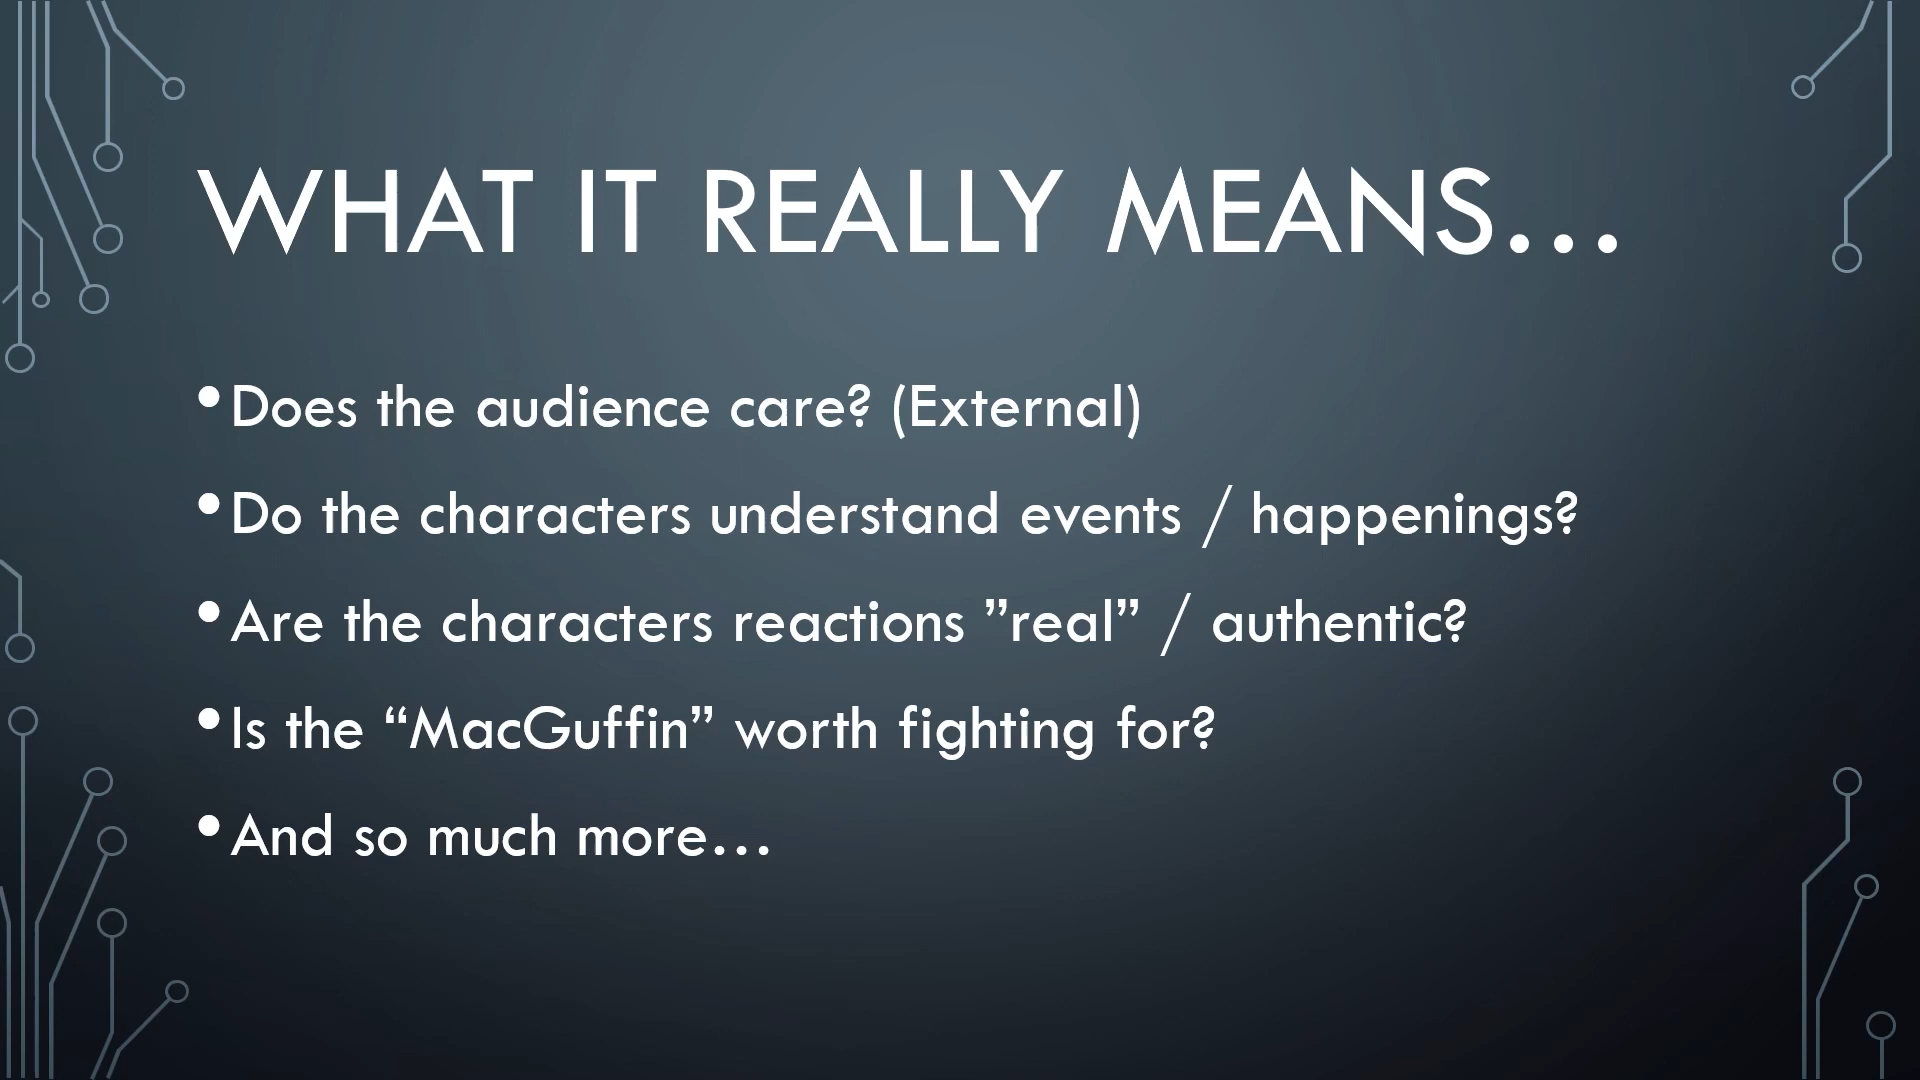 WHAT IT REALLY MEANS…
•Does the audience care? (External)
•Do the characters understand events / happenings?
•Are the characters reactions ”real” / authentic?
•Is the “MacGuffin” worth fighting for?
•And so much more…